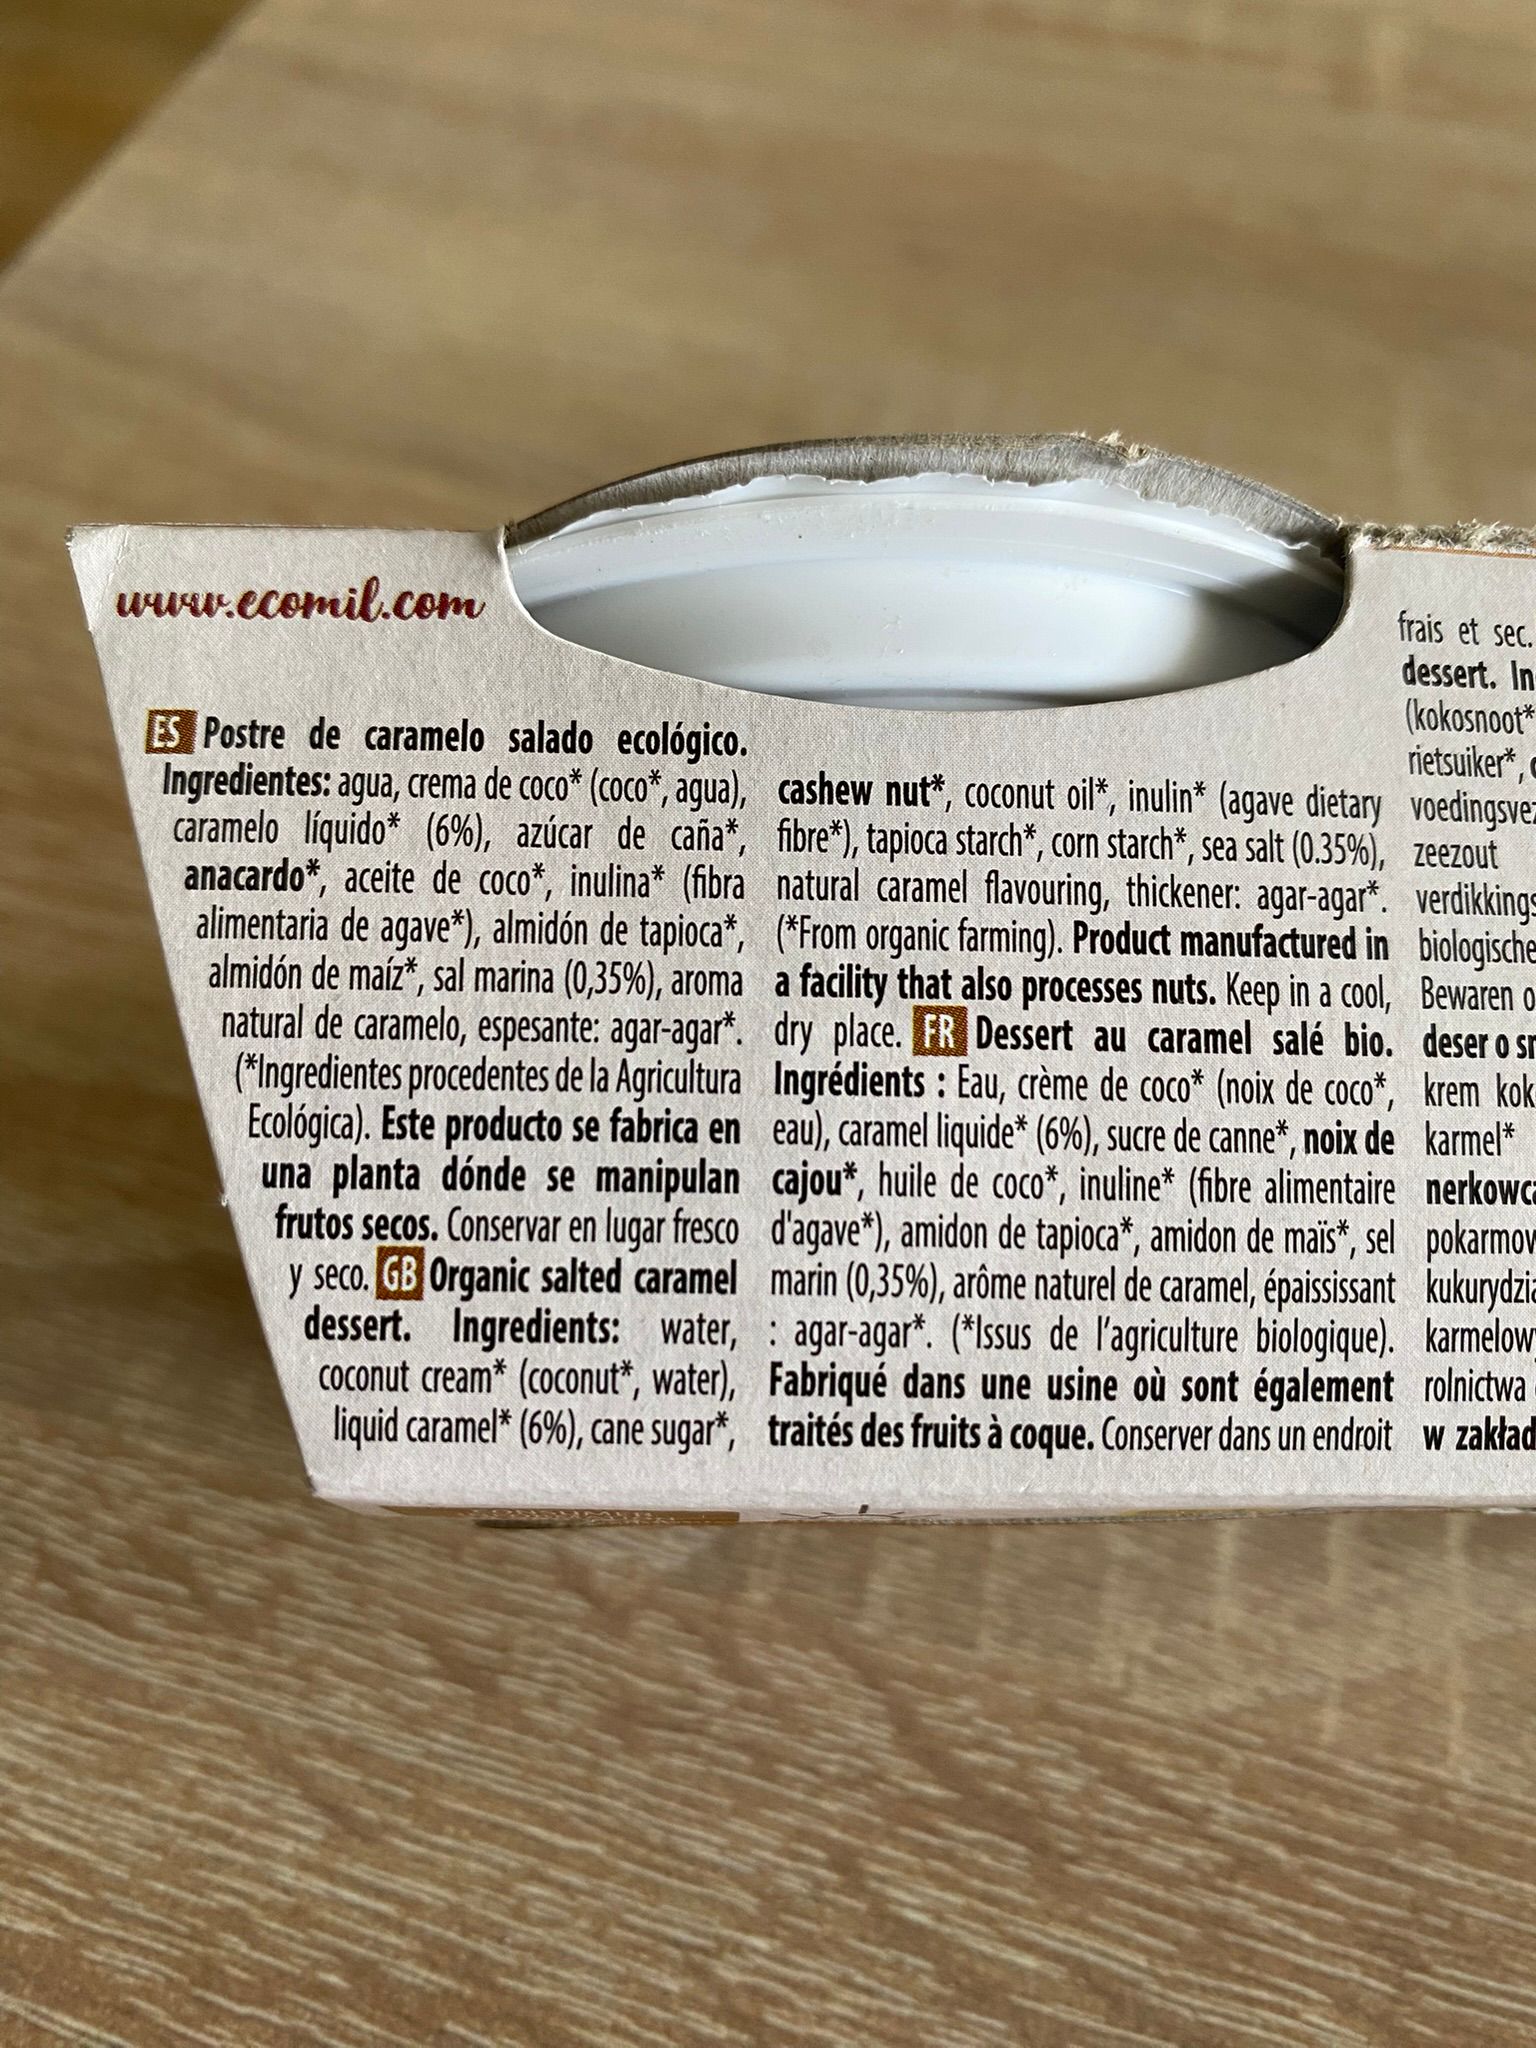 www.ecomil.com
ES Postre de caramelo salado ecológico.
Ingredientes: agua, crema de coco* (coco*, agua),
caramelo líquido* (6%), azúcar de caña*,
anacardo*, aceite de coco*, inulina* (fibra
alimentaria de agave*), almidón de tapioca*,
almidón de maíz*, sal marina (0,35%), aroma
natural de caramelo, espesante: agar-agar*.
(*Ingredientes procedentes de la Agricultura
Ecológica). Este producto se fabrica en
una planta dónde se manipulan
frutos secos. Conservar en lugar fresco
y seco. GB Organic salted caramel
dessert. Ingredients: water,
coconut cream* (coconut*, water),
liquid caramel* (6%), cane sugar*,
cashew nut*, coconut oil*, inulin* (agave dietary
fibre*), tapioca starch*, corn starch*, sea salt (0.35%),
natural caramel flavouring, thickener: agar-agar*.
(*From organic farming). Product manufactured in
a facility that also processes nuts. Keep in a cool,
dry place. FR Dessert au caramel salé bio.
Ingrédients : Eau, crème de coco* (noix de coco*,
eau), caramel liquide* (6%), sucre de canne*, noix de
cajou*, huile de coco*, inuline* (fibre alimentaire
d'agave*), amidon de tapioca*, amidon de maïs*, sel
marin (0,35%), arôme naturel de caramel, épaississant
: agar-agar*. (*Issus de l'agriculture biologique).
Fabriqué dans une usine où sont également
traités des fruits à coque. Conserver dans un endroit
frais et sec.
dessert. In
(kokosnoot*
rietsuiker*,
voedingsvez
zeezout
verdikkings
biologische
Bewaren o
deser o sm
krem kok
karmel*
nerkowca
pokarmow
kukurydzia
karmelowy
rolnictwa
w zakład